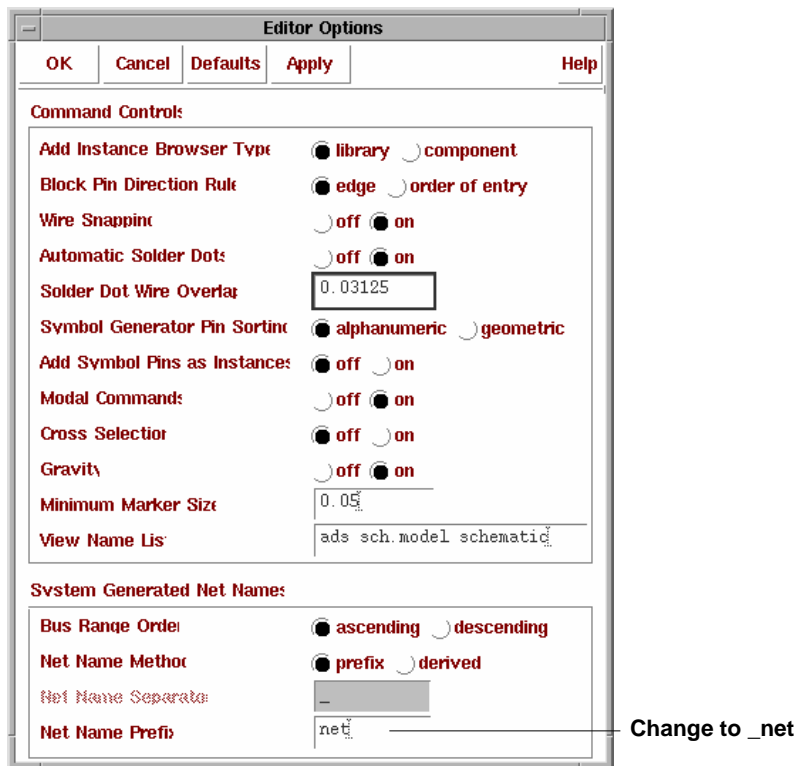 Editor Options
OK Cancel Defaults Apply Help
Command Controls
Add Instance Browser Type library component
Block Pin Direction Rule edge order of entry
Wire Snapping off on
Automatic Solder Dots off on
Solder Dot Wire Overlap 0.03125
Symbol Generator Pin Sorting alphanumeric geometric
Add Symbol Pins as Instances off on
Modal Commands off on
Cross Selection off on
Gravity off on
Minimum Marker Size 0.05
View Name List ads sch.model schematic
System Generated Net Names
Bus Range Order ascending descending
Net Name Method prefix derived
Net Name Separator _
Net Name Prefix net
Change to _net